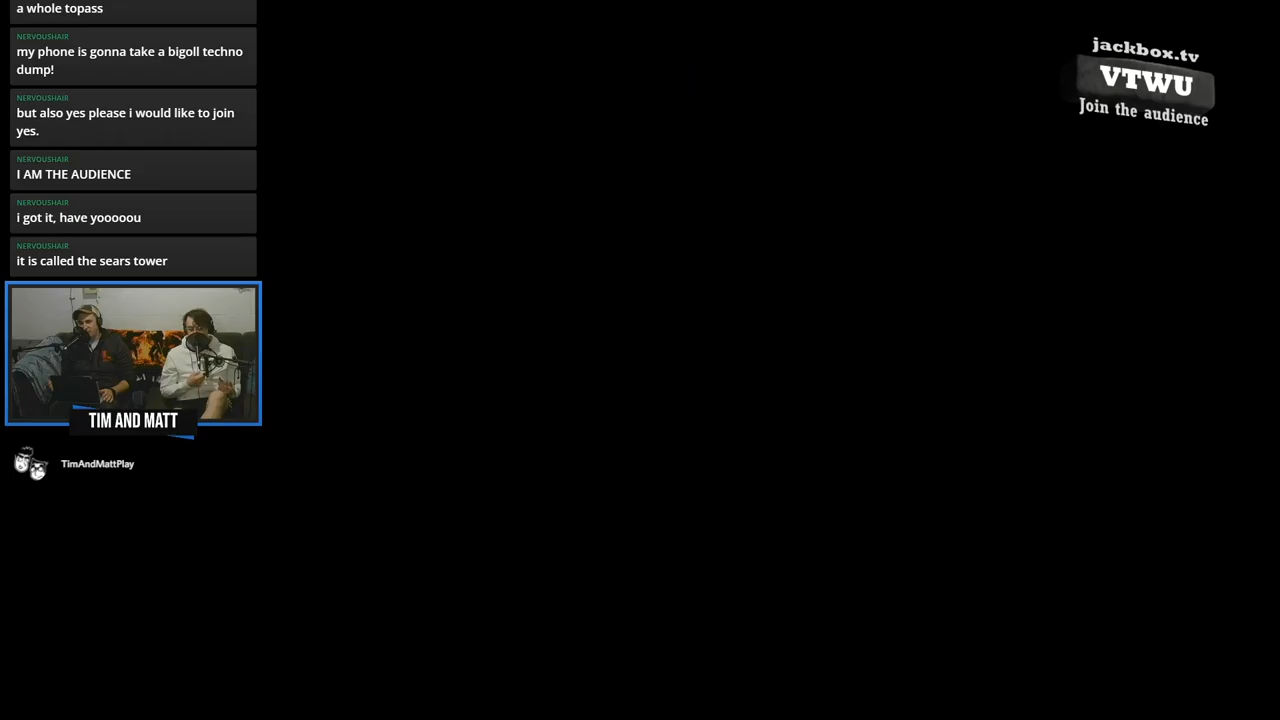 a whole topass
NERVOUSHAIR
my phone is gonna take a bigoll techno
dump!
NERVOUSHAIR
but also yes please i would like to join
yes.
NERVOUSHAIR
I AM THE AUDIENCE
NERVOUSHAIR
i got it, have yooooou
NERVOUSHAIR
it is called the sears tower
TIM AND MATT
TimAndMattPlay
jackbox.tv
VTWU
Join the audience